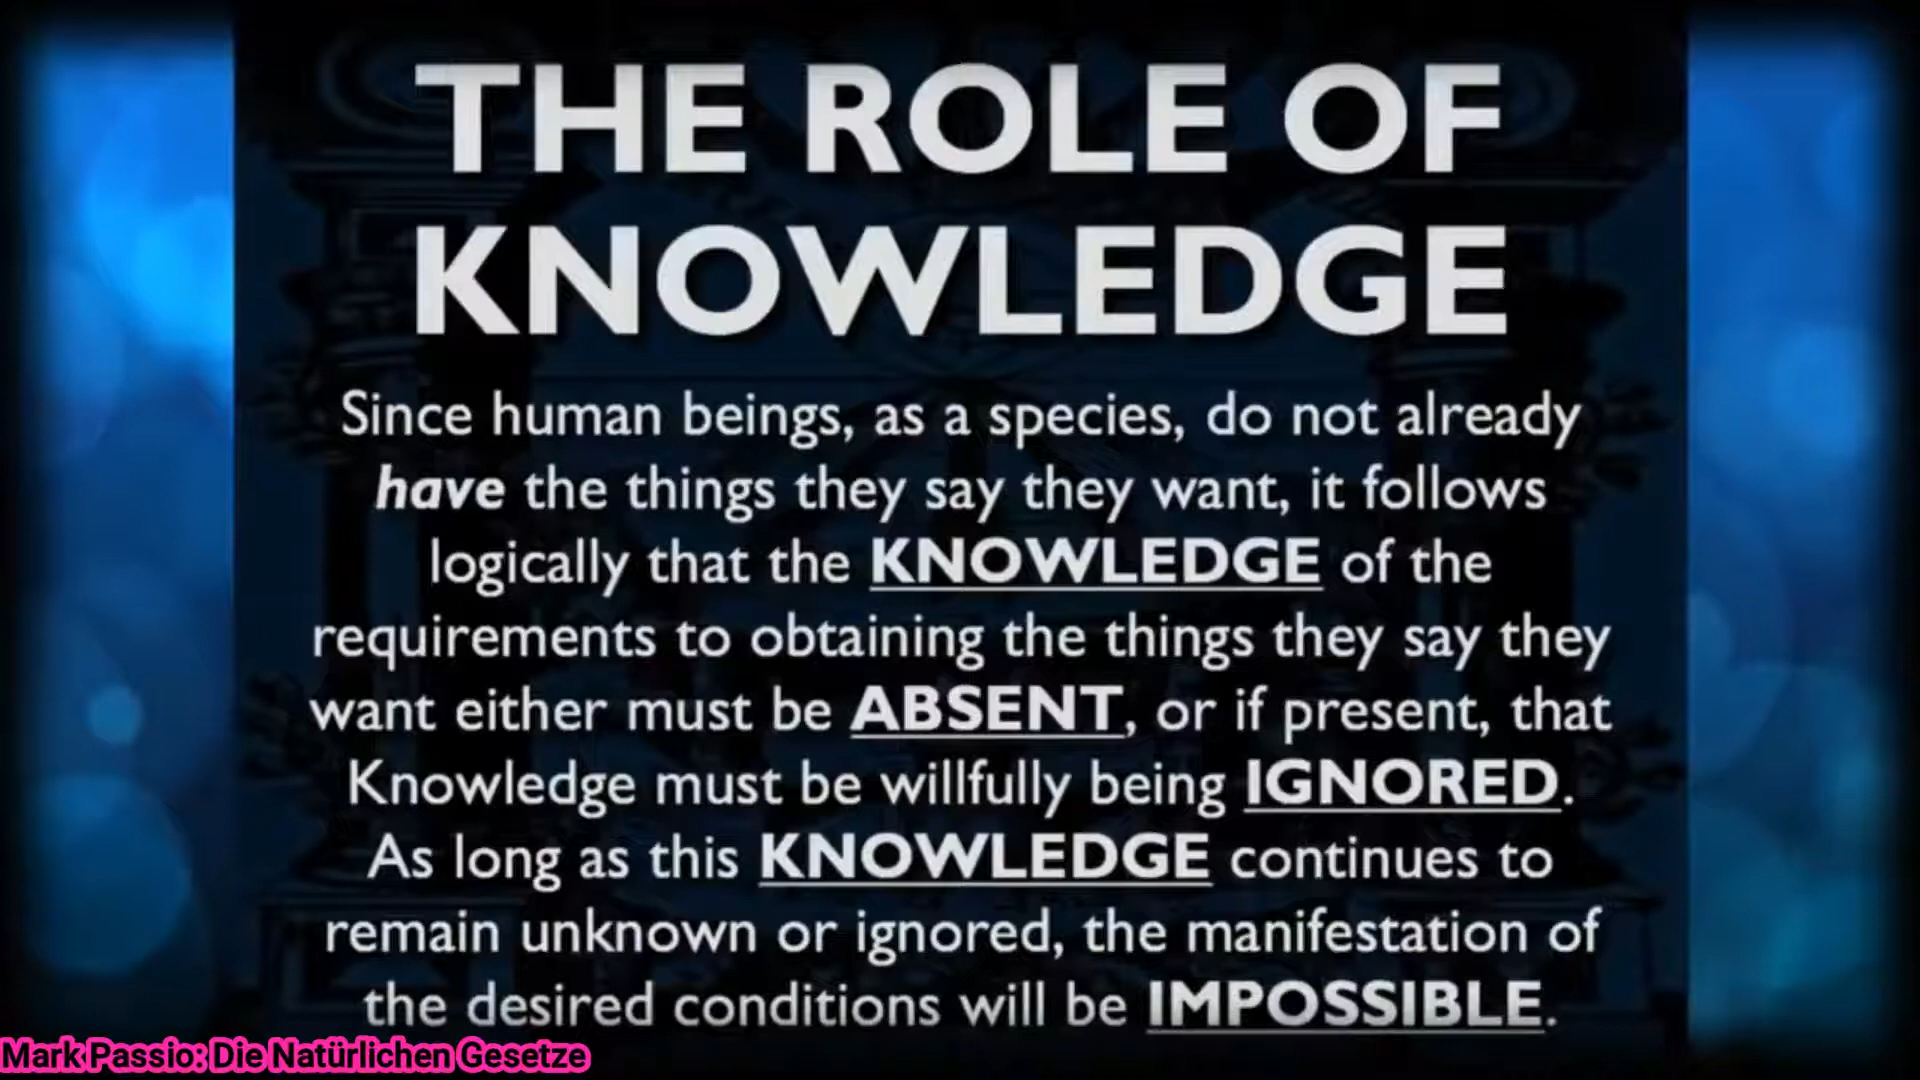 THE ROLE OF
KNOWLEDGE
Since human beings, as a species, do not already
have the things they say they want, it follows
logically that the KNOWLEDGE of the
requirements to obtaining the things they say they
want either must be ABSENT, or if present, that
Knowledge must be willfully being IGNORED.
As long as this KNOWLEDGE continues to
remain unknown or ignored, the manifestation of
the desired conditions will be IMPOSSIBLE.
Mark Passio: Die Natürlichen Gesetze